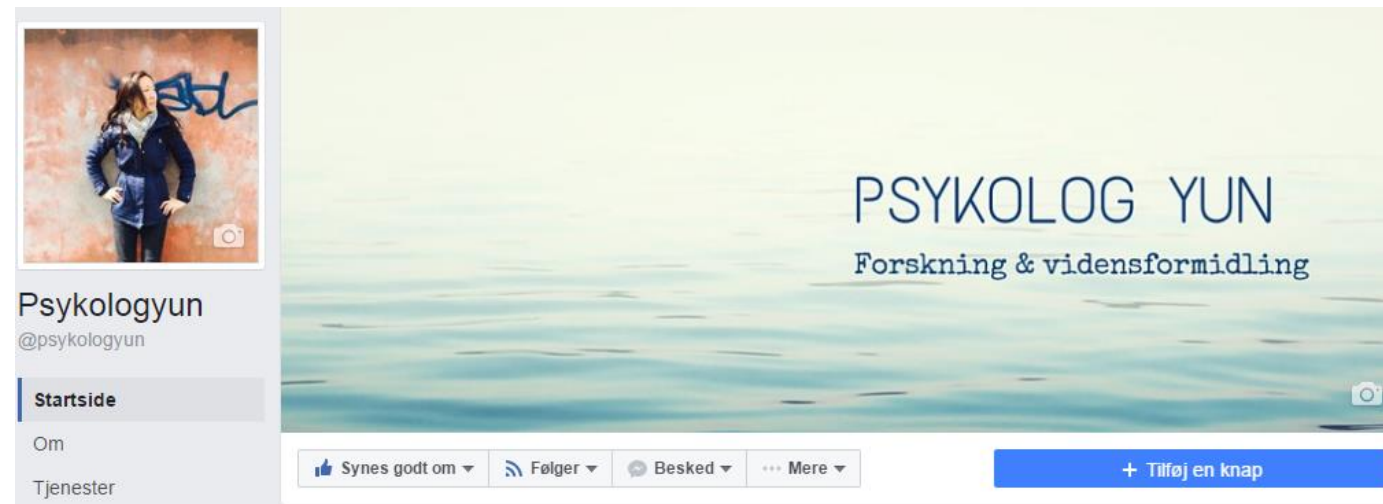 PSYKOLOG YUN
Forskning & vidensformidling
Psykologyun
@psykologyun
Startside
Om
Tjenester
Synes godt om
Følger
Besked
Mere
+ Tilføj en knap